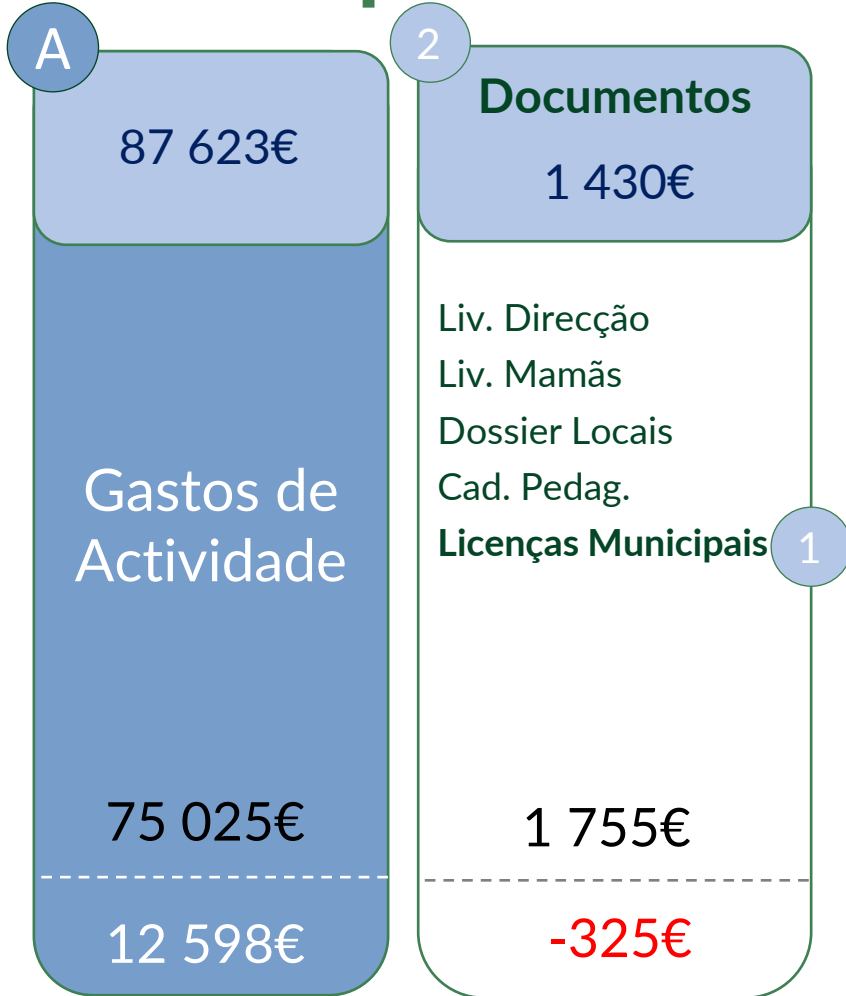 A
87 623€
Gastos de
Actividade
75 025€
12 598€
2
Documentos
1 430€
Liv. Direcção
Liv. Mamãs
Dossier Locais
Cad. Pedag.
Licenças Municipais
1
1 755€
-325€